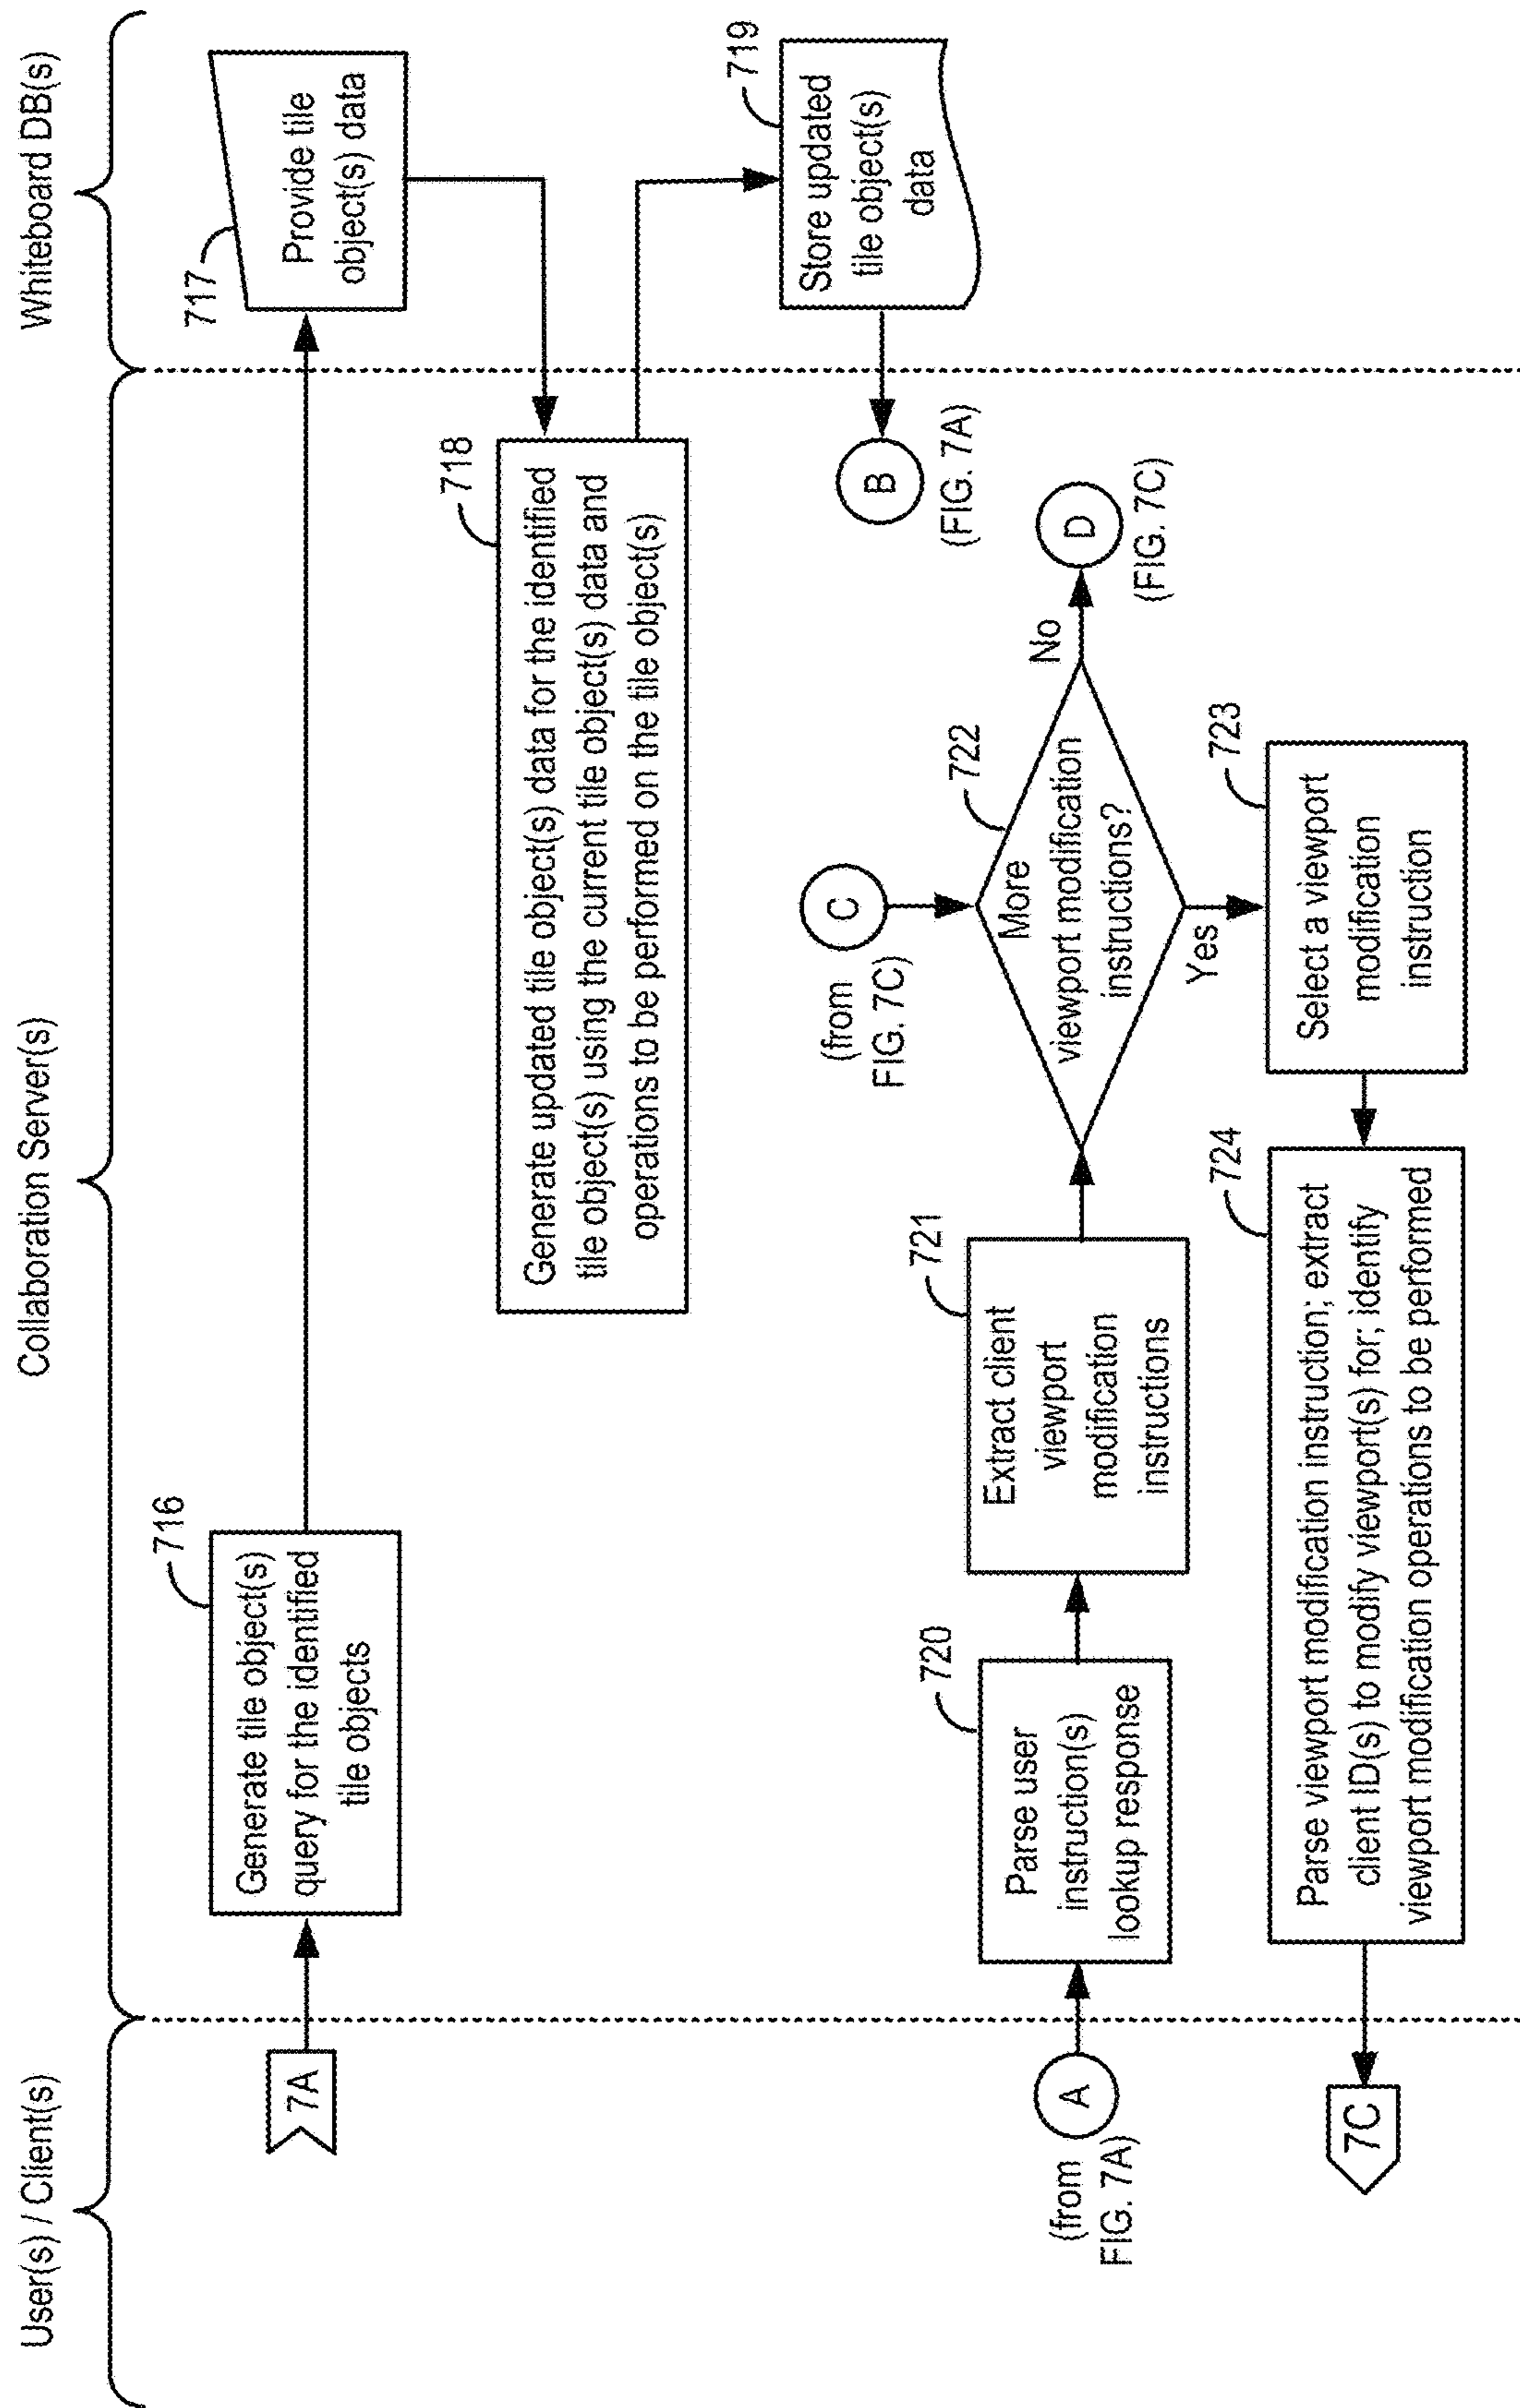 User(s) / Client(s)
Collaboration Server(s)
Whiteboard DB(s)
7A
716
Generate tile object(s)
query for the identified
tile objects
717
Provide tile
object(s) data
718
Generate updated tile object(s) data for the identified
tile object(s) using the current tile object(s) data and
operations to be performed on the tile object(s)
719
Store updated
tile object(s)
data
B
(FIG. 7A)
(from
FIG. 7A)
A
720
Parse user
instruction(s)
lookup response
721
Extract client
viewport
modification
instructions
(from
FIG. 7C)
C
722
More
viewport modification
instructions?
No
D
(FIG. 7C)
Yes
723
Select a viewport
modification
instruction
724
Parse viewport modification instruction; extract
client ID(s) to modify viewport(s) for; identify
viewport modification operations to be performed
7C